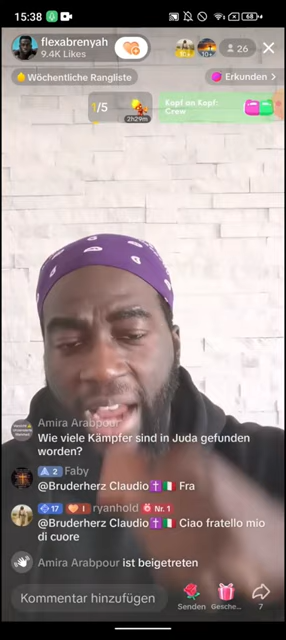 15:38
68
flexabrenyah
9.4K Likes
26
Wöchentliche Rangliste
Erkunden >
1/5
2h29m
Kopf an Kopf:
Crew
Amira Arabpour
Wie viele Kämpfer sind in Juda gefunden
worden?
2 Faby
@Bruderherz Claudio✝️🇮🇹 Fra
17 I ryanhold Nr. 1
@Bruderherz Claudio✝️🇮🇹 Ciao fratello mio
di cuore
Amira Arabpour ist beigetreten
Kommentar hinzufügen
Senden
Gesche...
7